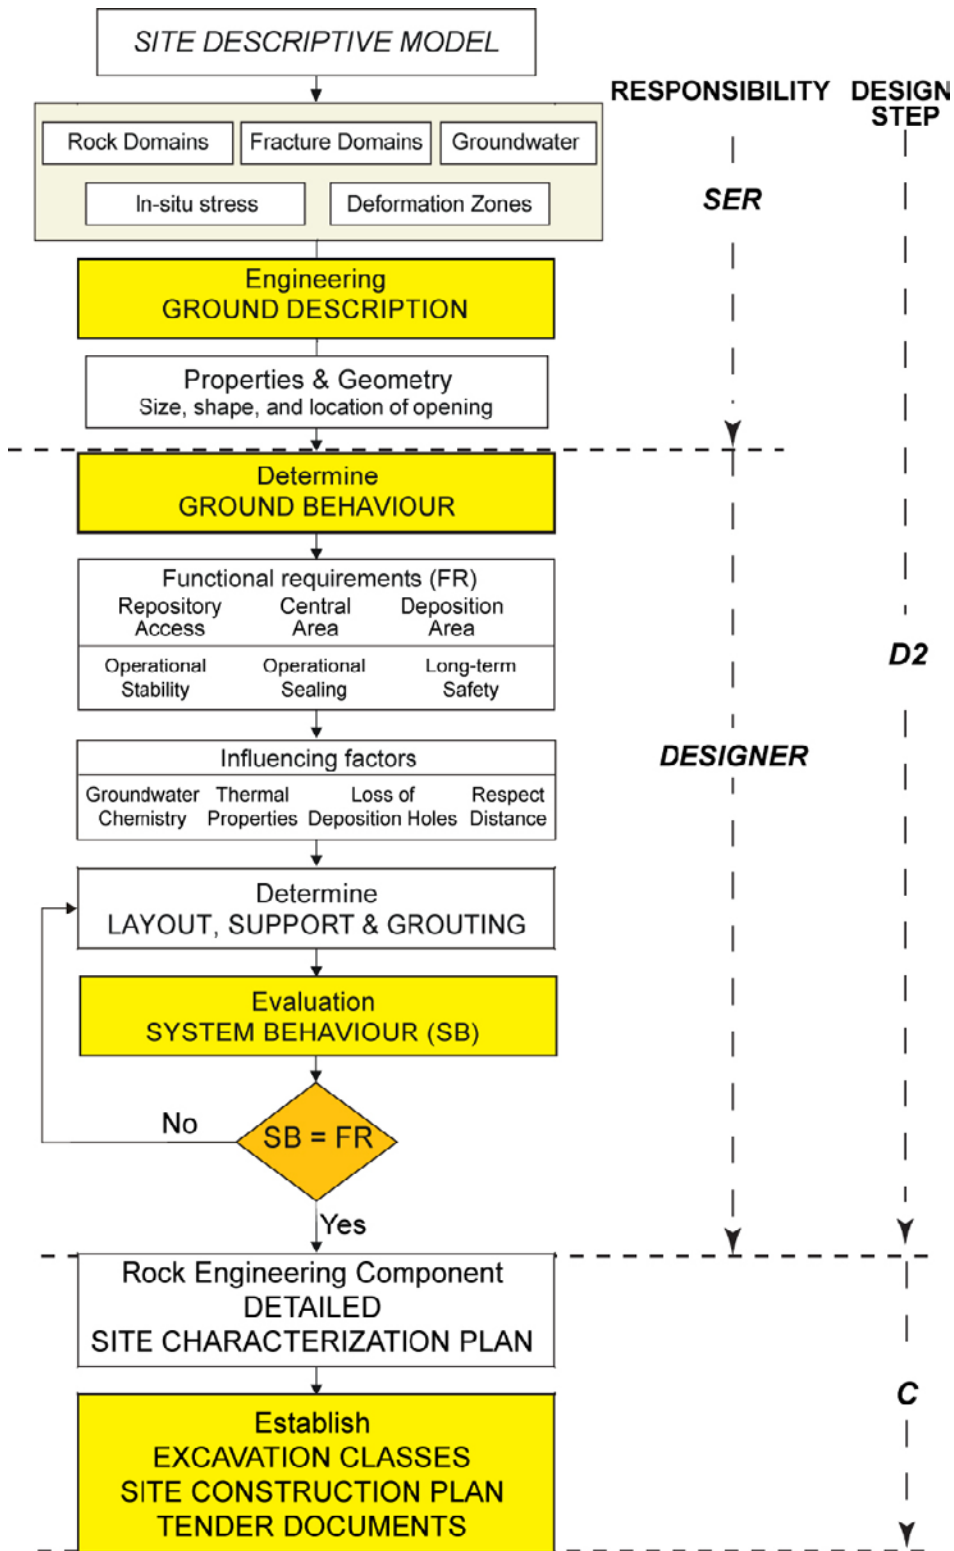 SITE DESCRIPTIVE MODEL
RESPONSIBILITY
DESIGN
STEP
Rock Domains
Fracture Domains
Groundwater
In-situ stress
Deformation Zones
SER
Engineering
GROUND DESCRIPTION
Properties & Geometry
Size, shape, and location of opening
Determine
GROUND BEHAVIOUR
Functional requirements (FR)
Repository
Access
Central
Area
Deposition
Area
Operational
Stability
Operational
Sealing
Long-term
Safety
D2
DESIGNER
Influencing factors
Groundwater
Chemistry
Thermal
Properties
Loss of
Deposition Holes
Respect
Distance
Determine
LAYOUT, SUPPORT & GROUTING
Evaluation
SYSTEM BEHAVIOUR (SB)
No
SB = FR
Yes
Rock Engineering Component
DETAILED
SITE CHARACTERIZATION PLAN
C
Establish
EXCAVATION CLASSES
SITE CONSTRUCTION PLAN
TENDER DOCUMENTS